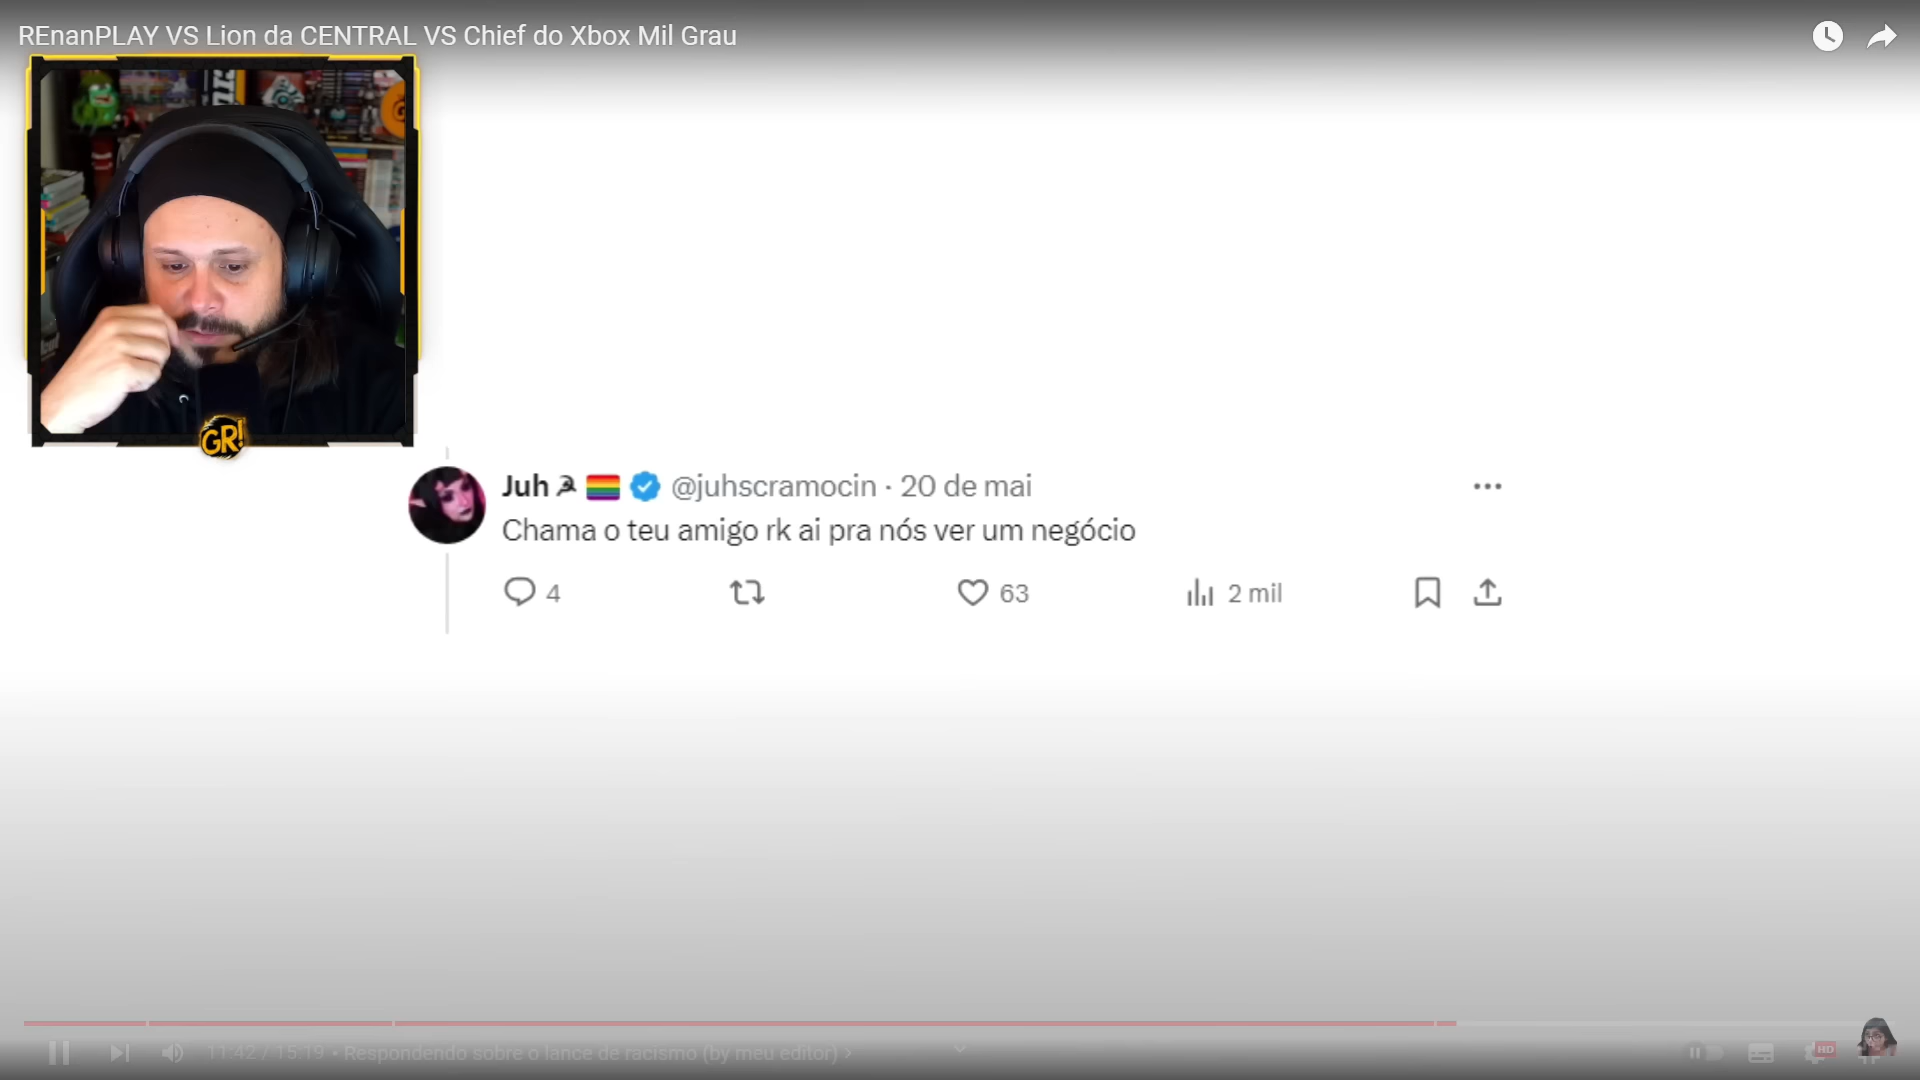 REnanPLAY VS Lion da CENTRAL VS Chief do Xbox Mil Grau
GR!
Juh ☭ 🏳️‍🌈 @juhscramocin · 20 de mai
Chama o teu amigo rk ai pra nós ver um negócio
4 63 2 mil
11:42 / 15:19 • Respondendo sobre o lance de racismo (by meu editor) ›
HD